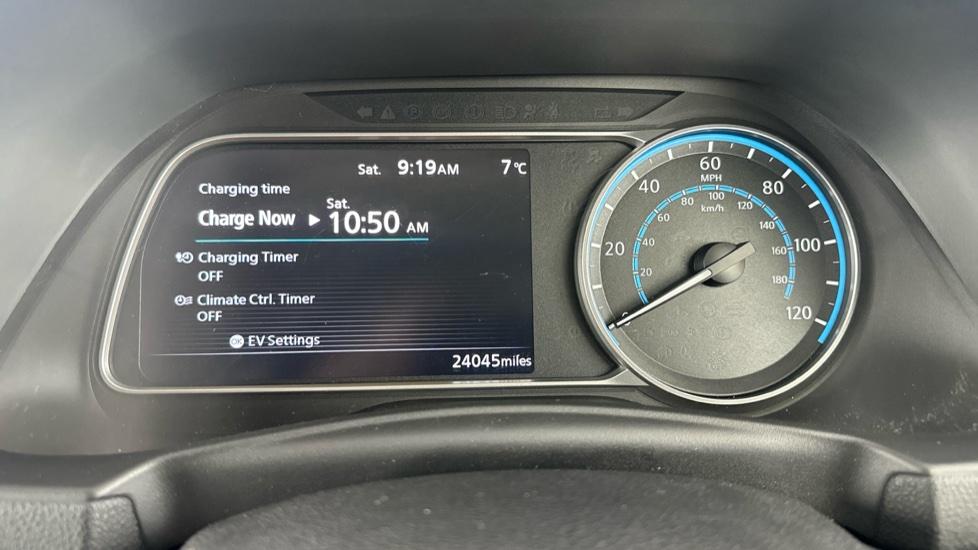 Sat. 9:19AM 7°C
Charging time
Charge Now ▶ Sat. 10:50 AM
Charging Timer
OFF
Climate Ctrl. Timer
OFF
OK EV Settings
24045miles
0 20 40 60 80 100 120
MPH
20 40 60 80 100 120 140 160 180
km/h